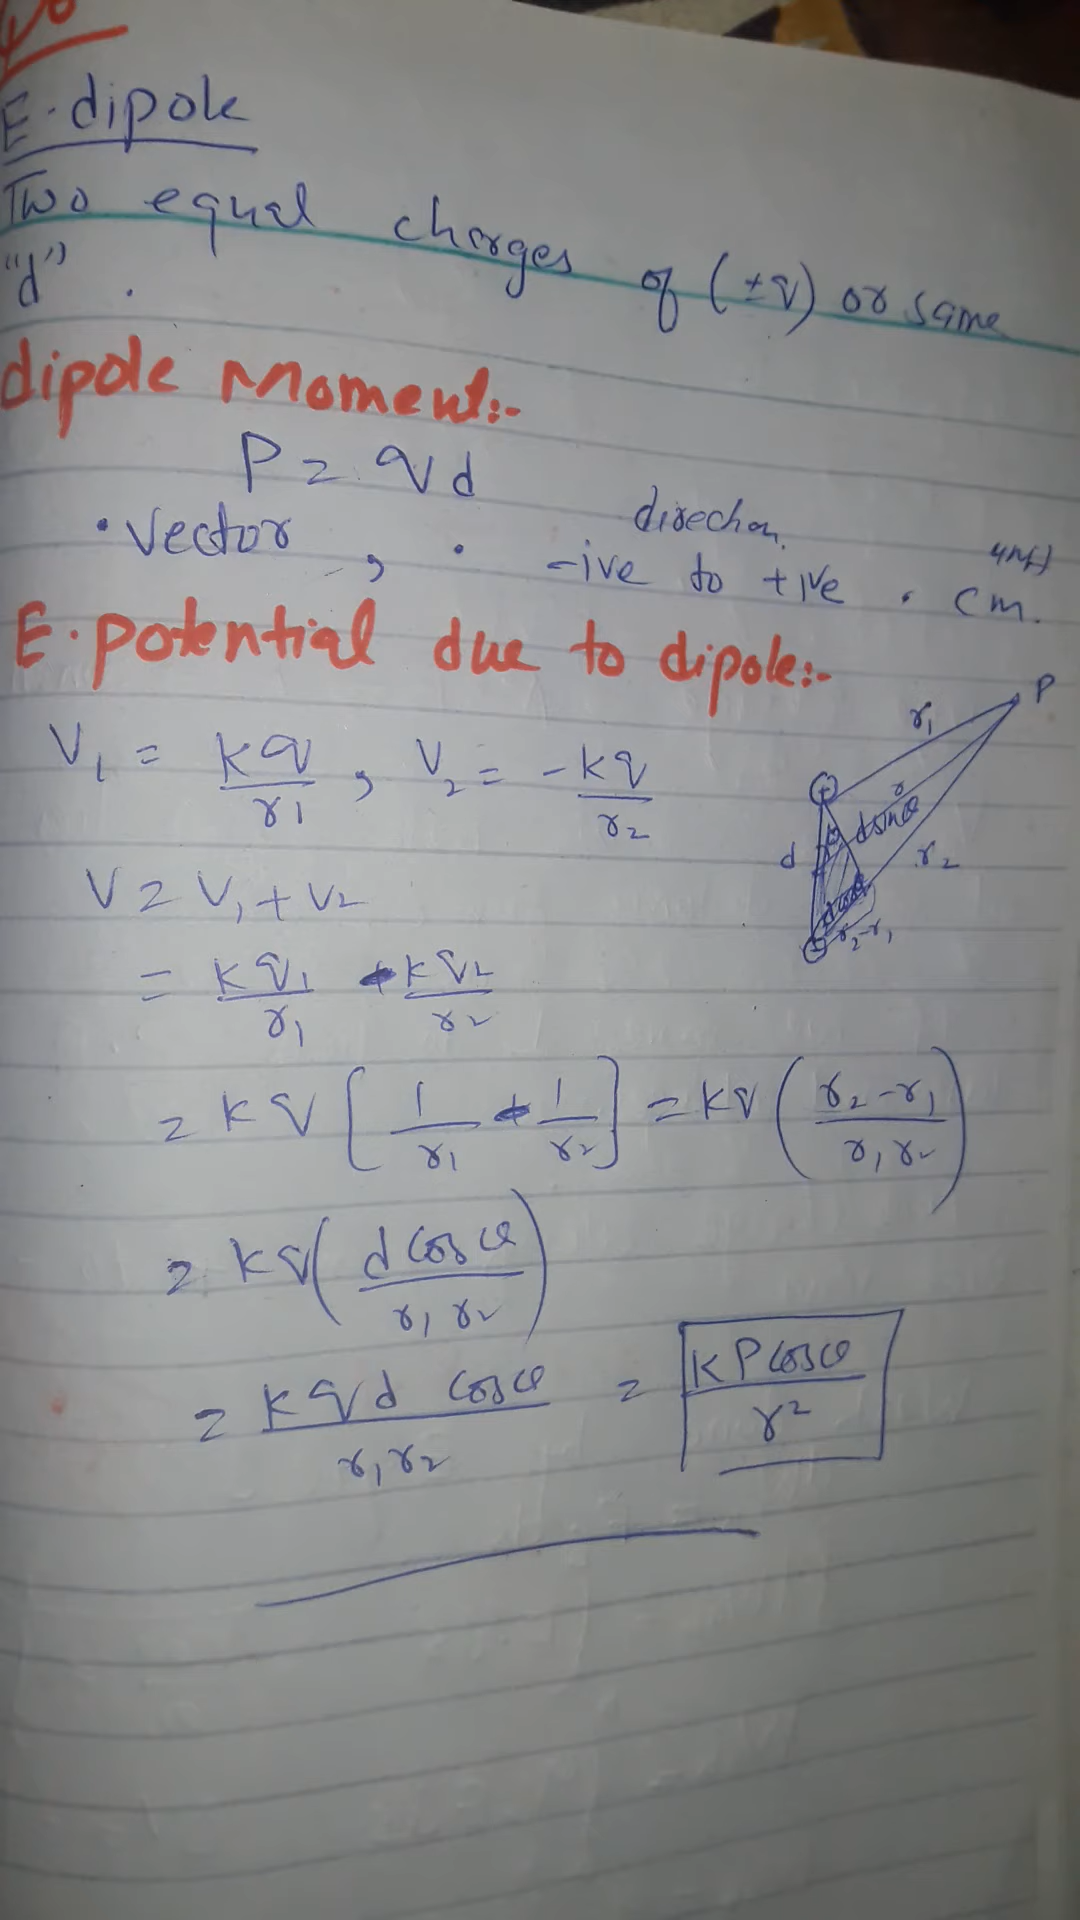 E. dipole
Two equal charges of (±q) or same
"d" .
dipole Moment:-
P = qd
direction
• Vector , • -ive to +ive . cm.
unit
E. potential due to dipole:-
V₁ = kq/r₁ , V₂ = -kq/r₂
P
r₁
r
d
θ
d sinθ
r₂
d cosθ
r₂-r₁
V = V₁ + V₂
= kq₁/r₁ + kq₂/r₂
= kq [1/r₁ - 1/r₂] = kq (r₂-r₁/r₁r₂)
= kq (d cosθ/r₁r₂)
= kqd cosθ/r₁r₂ = kPcosθ/r²